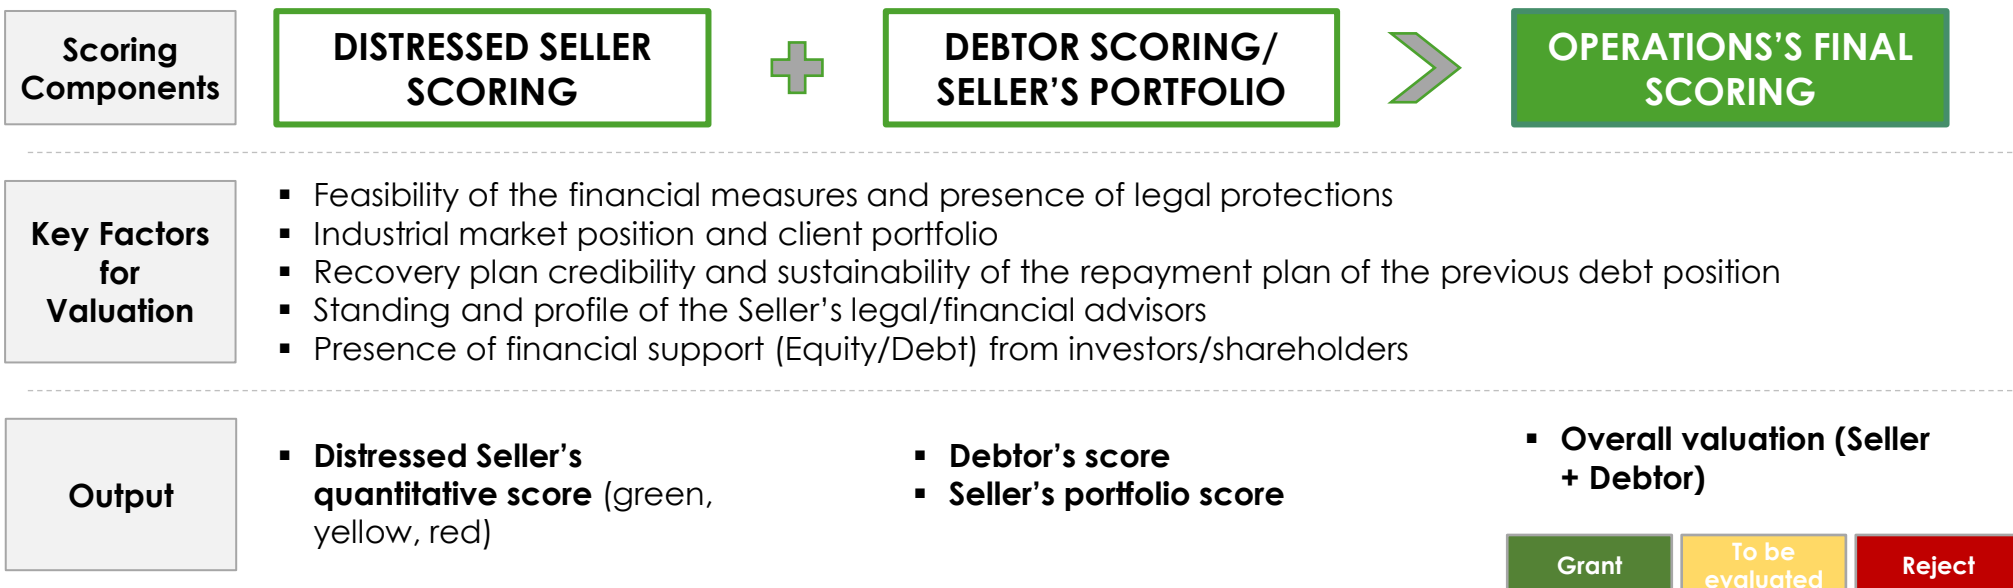 Scoring
Components
DISTRESSED SELLER
SCORING
DEBTOR SCORING/
SELLER’S PORTFOLIO
OPERATIONS’S FINAL
SCORING
Key Factors
for
Valuation
▪ Feasibility of the financial measures and presence of legal protections
▪ Industrial market position and client portfolio
▪ Recovery plan credibility and sustainability of the repayment plan of the previous debt position
▪ Standing and profile of the Seller’s legal/financial advisors
▪ Presence of financial support (Equity/Debt) from investors/shareholders
Output
▪ Distressed Seller’s
quantitative score (green,
yellow, red)
▪ Debtor’s score
▪ Seller’s portfolio score
▪ Overall valuation (Seller
+ Debtor)
Grant
To be
evaluated
Reject